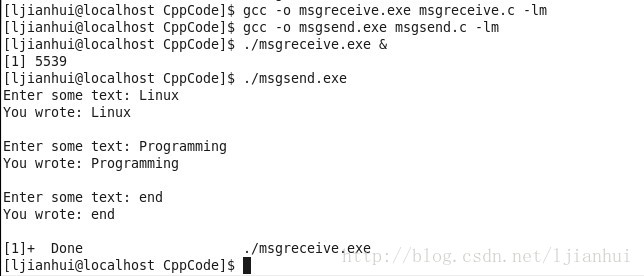 [ljianhui@localhost CppCode]$ gcc -o msgreceive.exe msgreceive.c -lm
[ljianhui@localhost CppCode]$ gcc -o msgsend.exe msgsend.c -lm
[ljianhui@localhost CppCode]$ ./msgreceive.exe &
[1] 5539
[ljianhui@localhost CppCode]$ ./msgsend.exe
Enter some text: Linux
You wrote: Linux
Enter some text: Programming
You wrote: Programming
Enter some text: end
You wrote: end
[1]+  Done                    ./msgreceive.exe
[ljianhui@localhost CppCode]$
http://blog.csdn.net/ljianhui